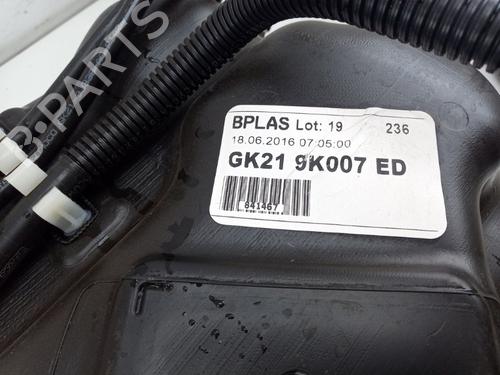 B-PARTS
BPLAS Lot: 19 236
18.06.2016 07:05:00
GK21 9K007 ED
841467